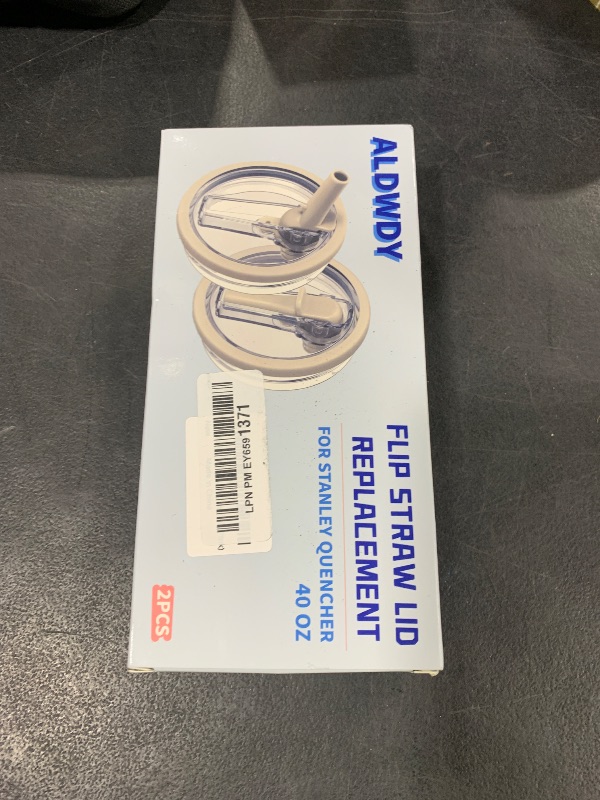 ALDWDY
FLIP STRAW LID
REPLACEMENT
FOR STANLEY QUENCHER
40 OZ
LPN PM EY6591371
2PCS